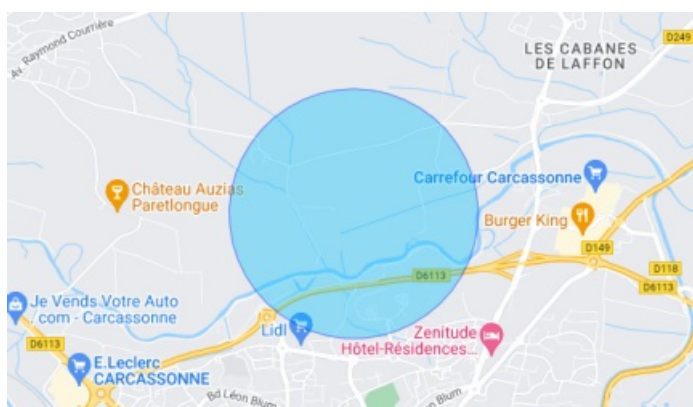 Av. Raymond Courrière
D249
LES CABANES
DE LAFFON
Château Auzias
Paretlongue
Carrefour Carcassonne
Burger King
D149
D118
D6113
D6113
Je Vends Votre Auto
.com - Carcassonne
Lidl
Zenitude
Hôtel-Résidences...
D6113
E.Leclerc
CARCASSONNE
Bd Léon Blum
Blum